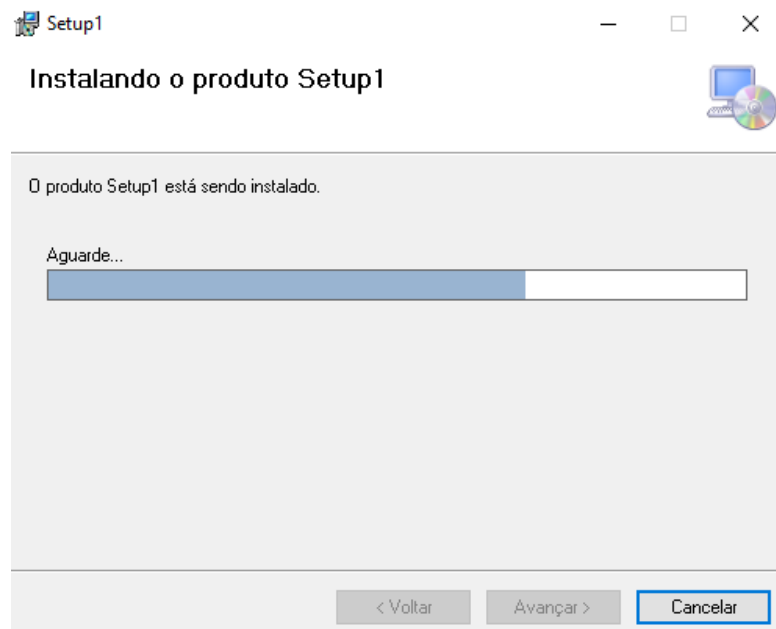 Setup1
Instalando o produto Setup1
O produto Setup1 está sendo instalado.
Aguarde...
< Voltar
Avançar >
Cancelar